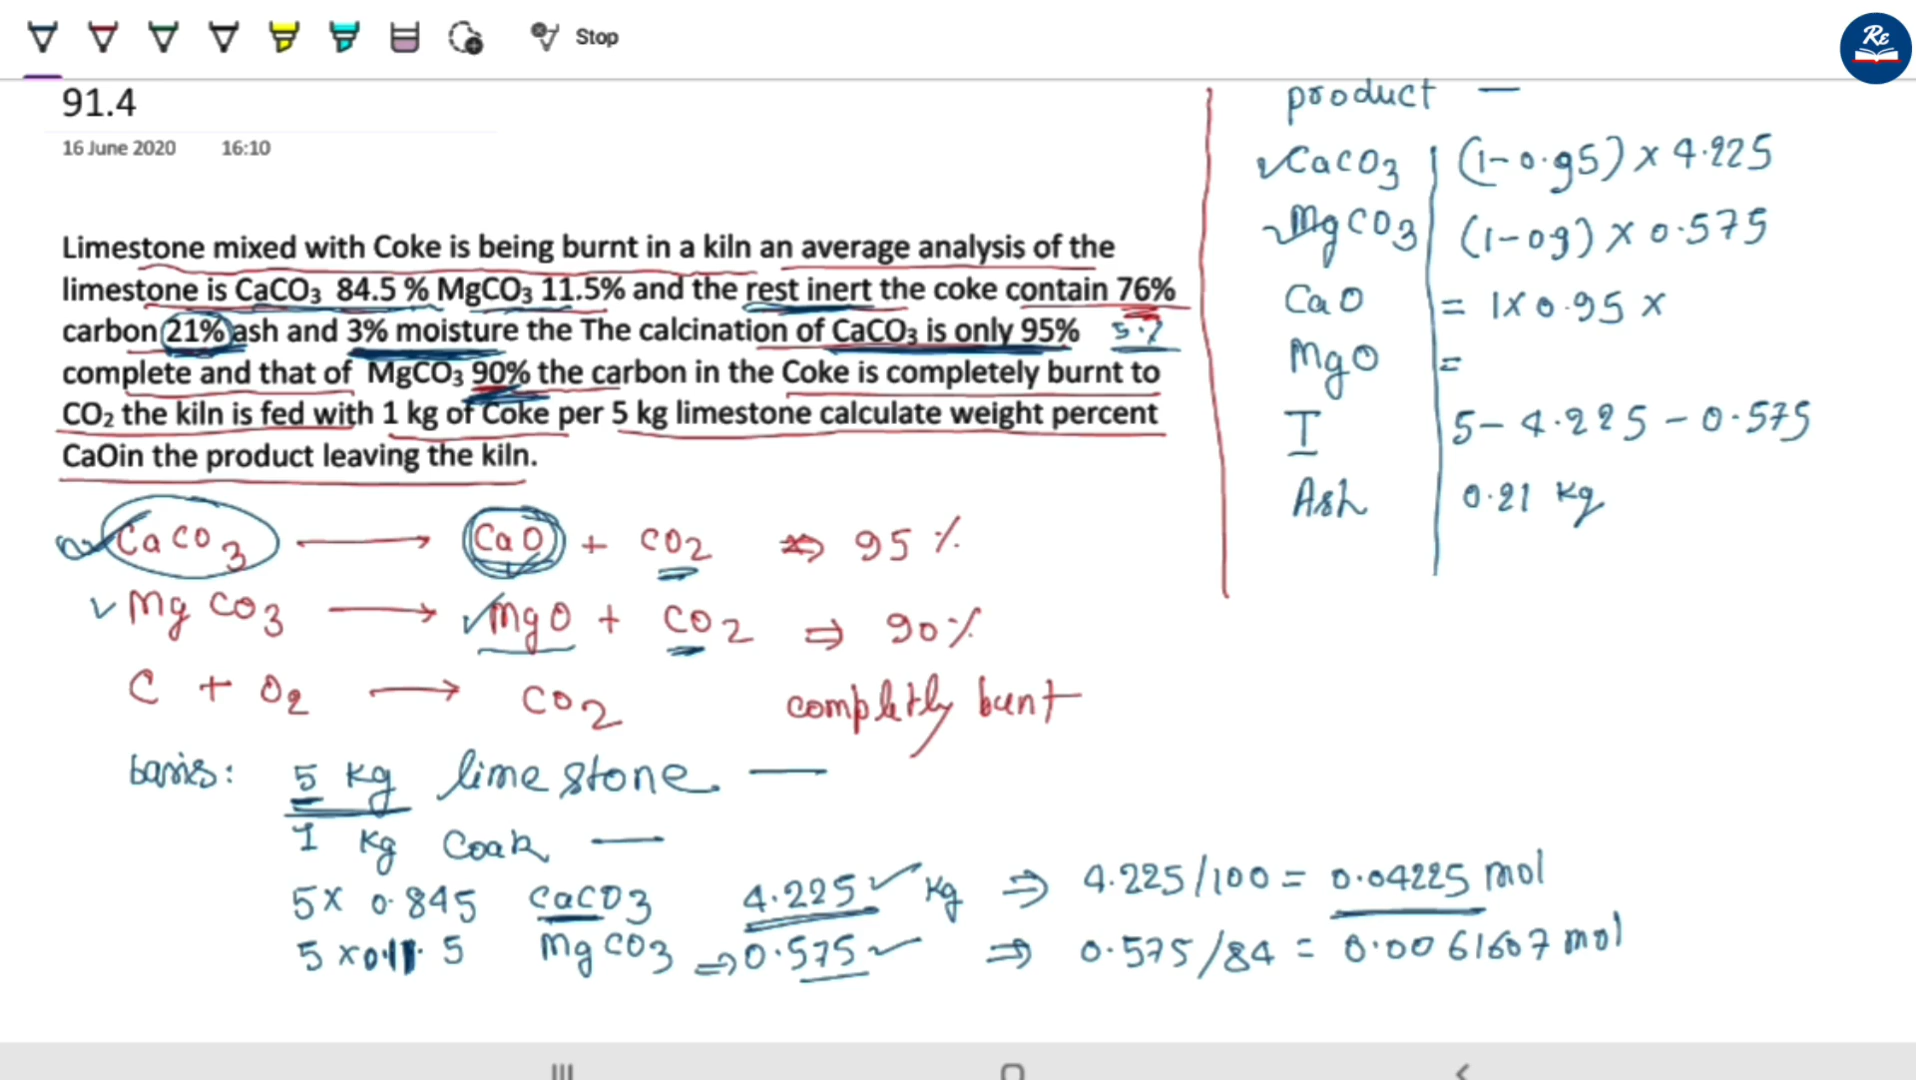 Stop
Rε
91.4
16 June 2020 16:10
Limestone mixed with Coke is being burnt in a kiln an average analysis of the
limestone is CaCO₃ 84.5 % MgCO₃ 11.5% and the rest inert the coke contain 76%
carbon 21% ash and 3% moisture the The calcination of CaCO₃ is only 95% 5%
complete and that of MgCO₃ 90% the carbon in the Coke is completely burnt to
CO₂ the kiln is fed with 1 kg of Coke per 5 kg limestone calculate weight percent
CaOin the product leaving the kiln.
CaCO₃ ⟶ CaO + CO₂ ⇒ 95 %
MgCO₃ ⟶ MgO + CO₂ ⇒ 90%
C + O₂ ⟶ CO₂ completly burnt
basis: 5 Kg lime stone —
1 Kg Coak —
5 x 0.845 CaCO3 4.225 Kg ⇒ 4.225/100 = 0.04225 mol
5 x 0.11.5 MgCO3 ⇒ 0.575 ⇒ 0.575/84 = 0.0061607 mol
product —
CaCO3 (1-0.95) x 4.225
MgCO3 (1-09) x 0.575
CaO = 1x 0.95 x
MgO =
I 5 - 4.225 - 0.575
Ash 0.21 Kg